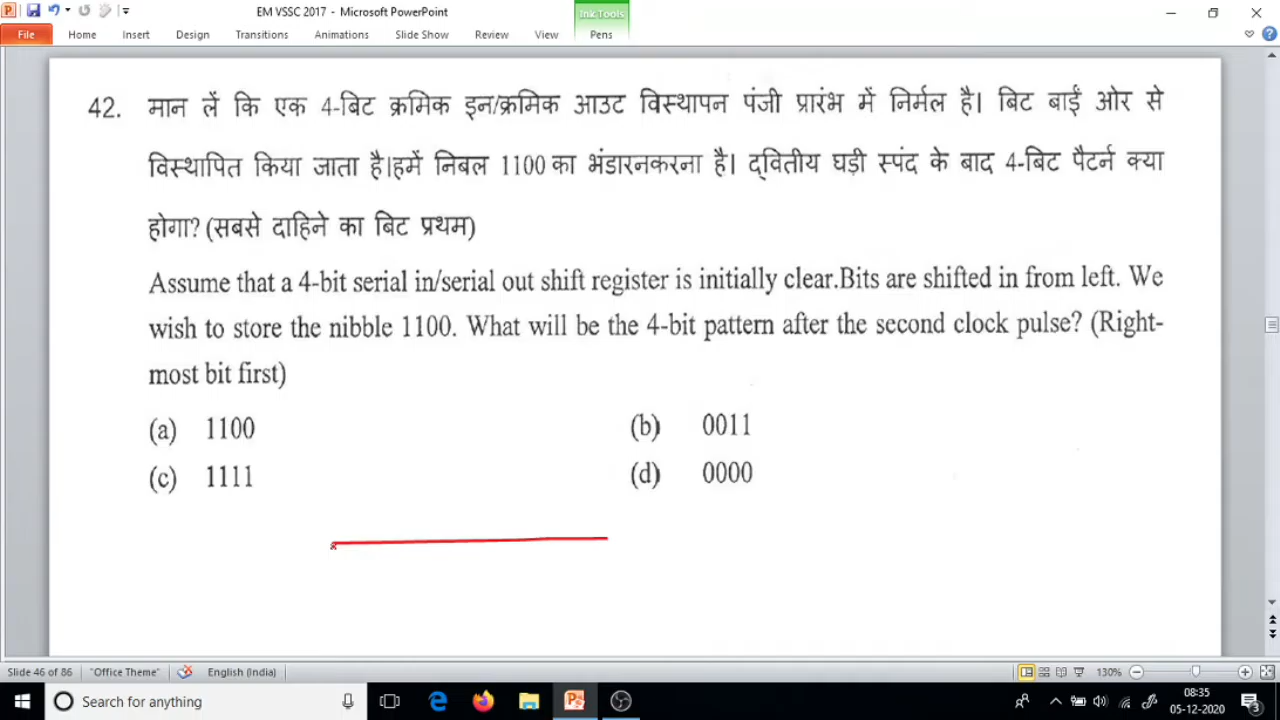 EM VSSC 2017 - Microsoft PowerPoint
Ink Tools
File Home Insert Design Transitions Animations Slide Show Review View Pens
42. मान लें कि एक 4-बिट क्रमिक इन/क्रमिक आउट विस्थापन पंजी प्रारंभ में निर्मल है। बिट बाईं ओर से
विस्थापित किया जाता है।हमें निबल 1100 का भंडारनकरना है। द्वितीय घड़ी स्पंद के बाद 4-बिट पैटर्न क्या
होगा? (सबसे दाहिने का बिट प्रथम)
Assume that a 4-bit serial in/serial out shift register is initially clear.Bits are shifted in from left. We
wish to store the nibble 1100. What will be the 4-bit pattern after the second clock pulse? (Right-
most bit first)
(a) 1100 (b) 0011
(c) 1111 (d) 0000
Slide 46 of 86 "Office Theme" English (India) 130%
Search for anything
08:35
05-12-2020
3